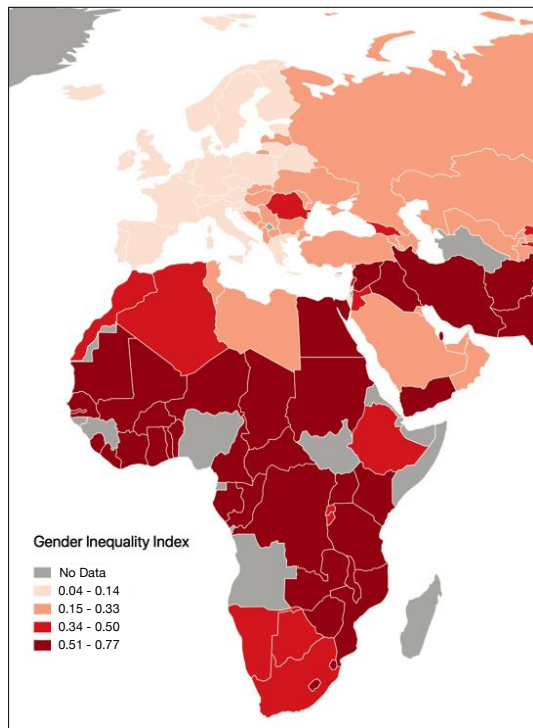 Gender Inequality Index
No Data
0.04 - 0.14
0.15 - 0.33
0.34 - 0.50
0.51 - 0.77